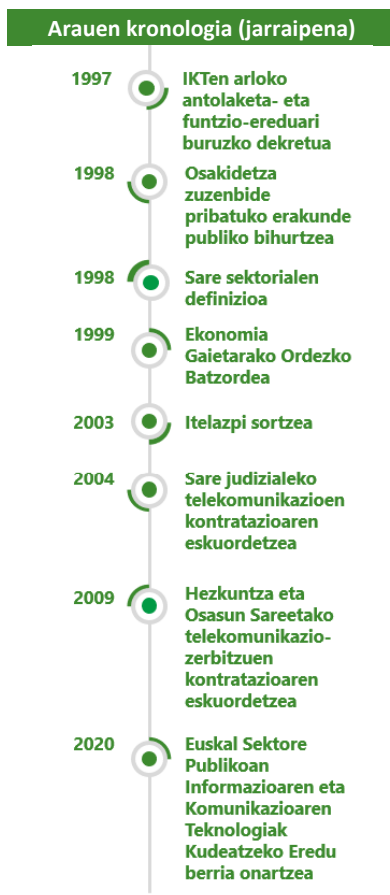 Arauen kronologia (jarraipena)
1997
IKTen arloko
antolaketa- eta
funtzio-ereduari
buruzko dekretua
1998
Osakidetza
zuzenbide
pribatuko erakunde
publiko bihurtzea
1998
Sare sektorialen
definizioa
1999
Ekonomia
Gaietarako Ordezko
Batzordea
2003
Itelazpi sortzea
2004
Sare judizialeko
telekomunikazioen
kontratazioaren
eskuordetzea
2009
Hezkuntza eta
Osasun Sareetako
telekomunikazio-
zerbitzuen
kontratazioaren
eskuordetzea
2020
Euskal Sektore
Publikoan
Informazioaren eta
Komunikazioaren
Teknologiak
Kudeatzeko Eredu
berria onartzea